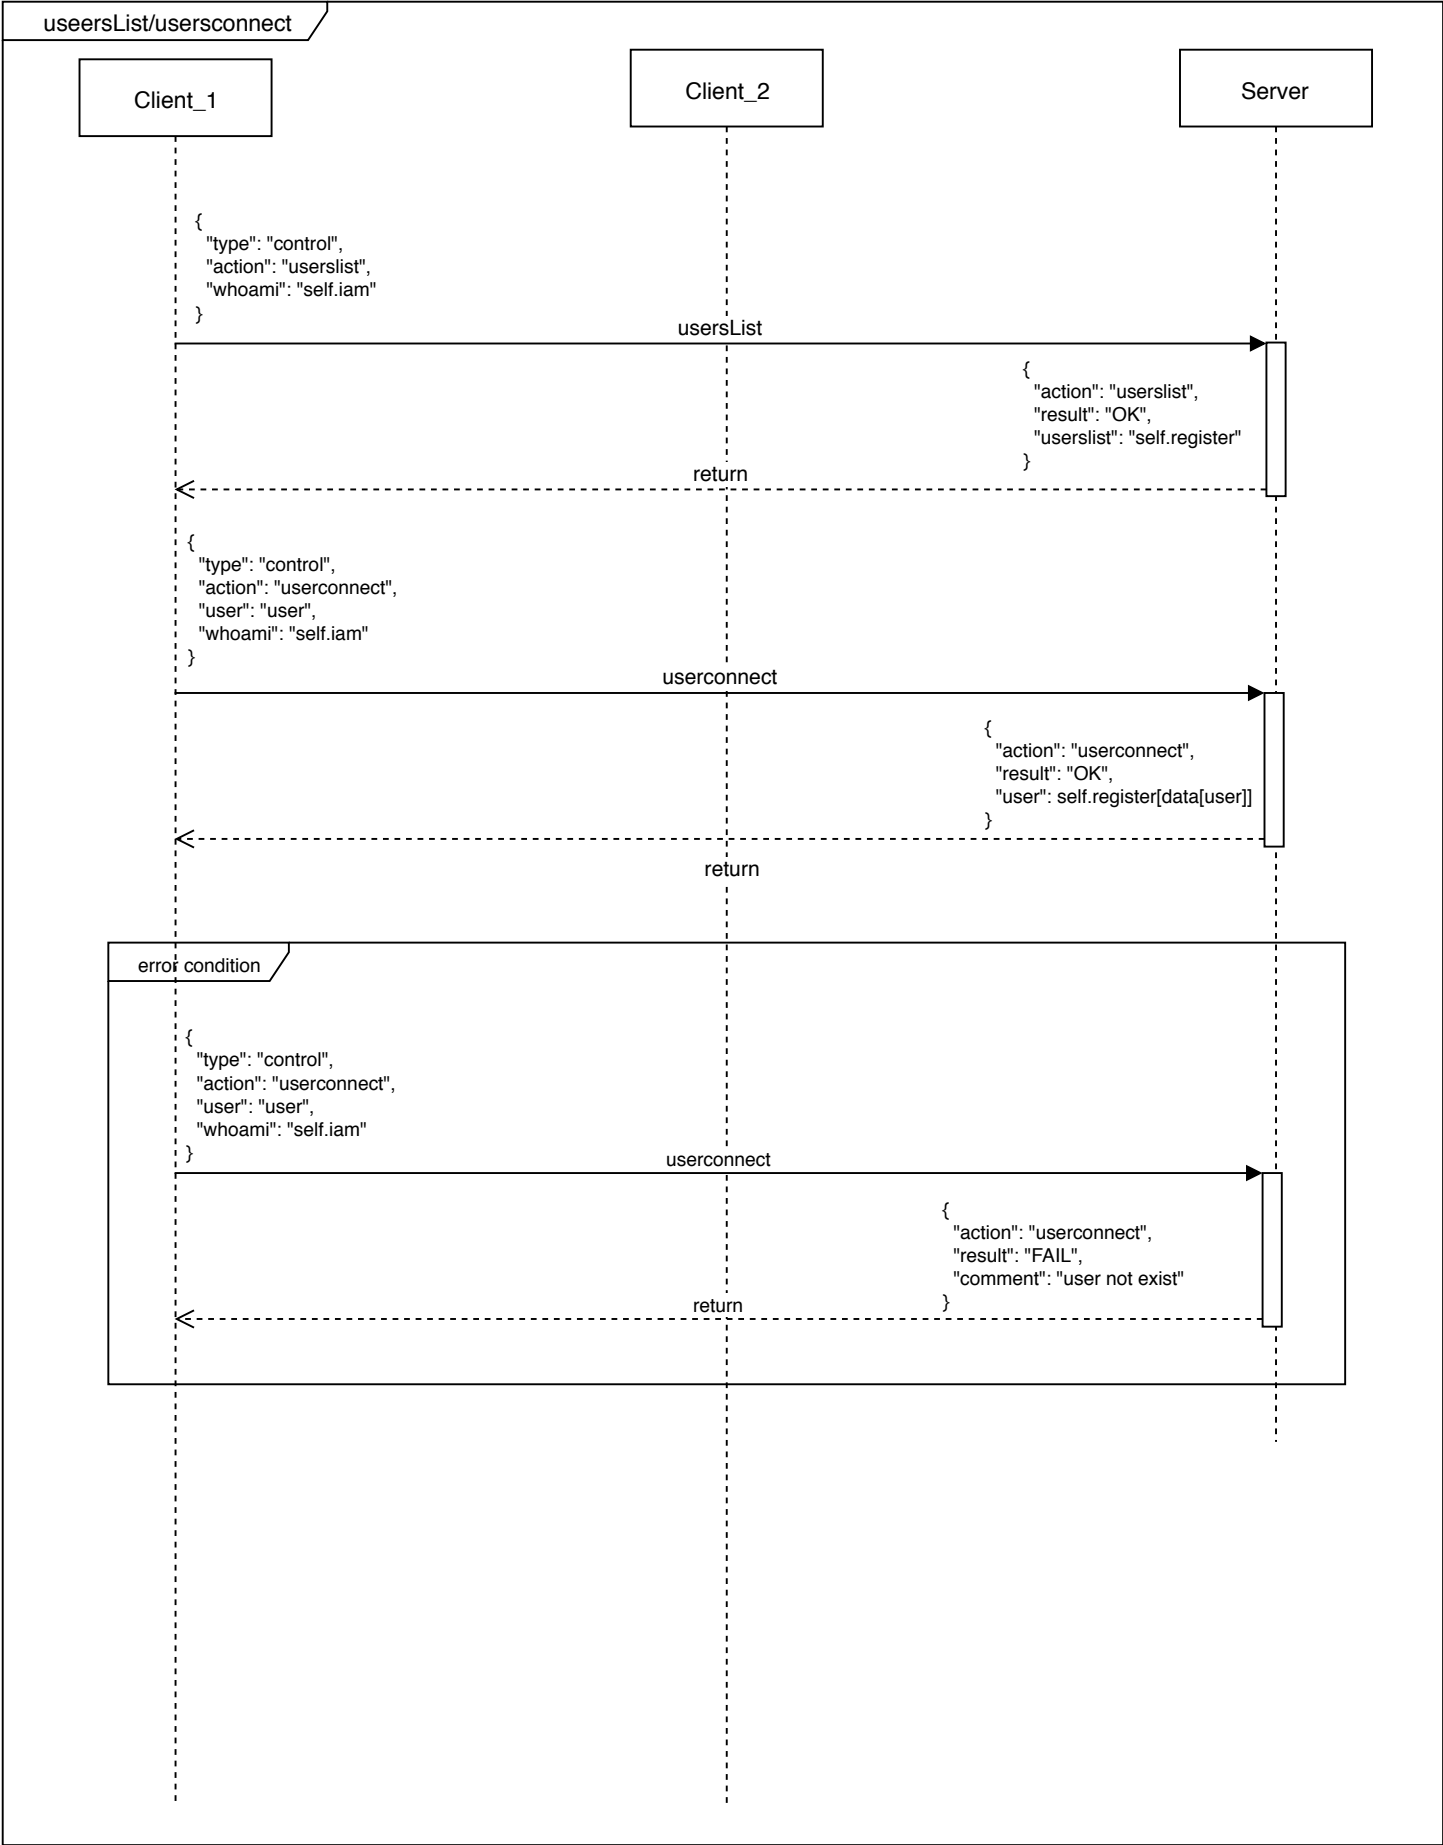 useersList/usersconnect
Client_1
Client_2
Server
{
"type": "control",
"action": "userslist",
"whoami": "self.iam"
}
usersList
{
"action": "userslist",
"result": "OK",
"userslist": "self.register"
}
return
{
"type": "control",
"action": "userconnect",
"user": "user",
"whoami": "self.iam"
}
userconnect
{
"action": "userconnect",
"result": "OK",
"user": self.register[data[user]]
}
return
error condition
{
"type": "control",
"action": "userconnect",
"user": "user",
"whoami": "self.iam"
}
userconnect
{
"action": "userconnect",
"result": "FAIL",
"comment": "user not exist"
}
return